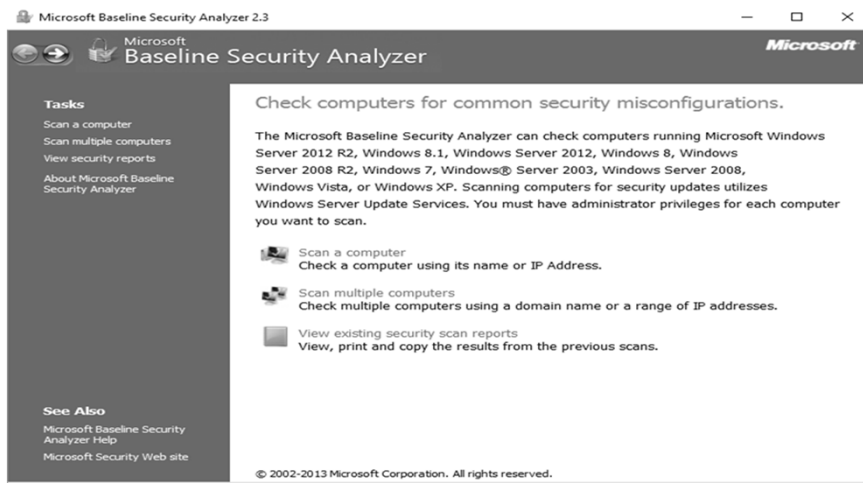 Microsoft Baseline Security Analyzer 2.3
Microsoft
Baseline Security Analyzer
Microsoft
Tasks
Scan a computer
Scan multiple computers
View security reports
About Microsoft Baseline
Security Analyzer
Check computers for common security misconfigurations.
The Microsoft Baseline Security Analyzer can check computers running Microsoft Windows
Server 2012 R2, Windows 8.1, Windows Server 2012, Windows 8, Windows
Server 2008 R2, Windows 7, Windows® Server 2003, Windows Server 2008,
Windows Vista, or Windows XP. Scanning computers for security updates utilizes
Windows Server Update Services. You must have administrator privileges for each computer
you want to scan.
Scan a computer
Check a computer using its name or IP Address.
Scan multiple computers
Check multiple computers using a domain name or a range of IP addresses.
View existing security scan reports
View, print and copy the results from the previous scans.
See Also
Microsoft Baseline Security
Analyzer Help
Microsoft Security Web site
© 2002-2013 Microsoft Corporation. All rights reserved.